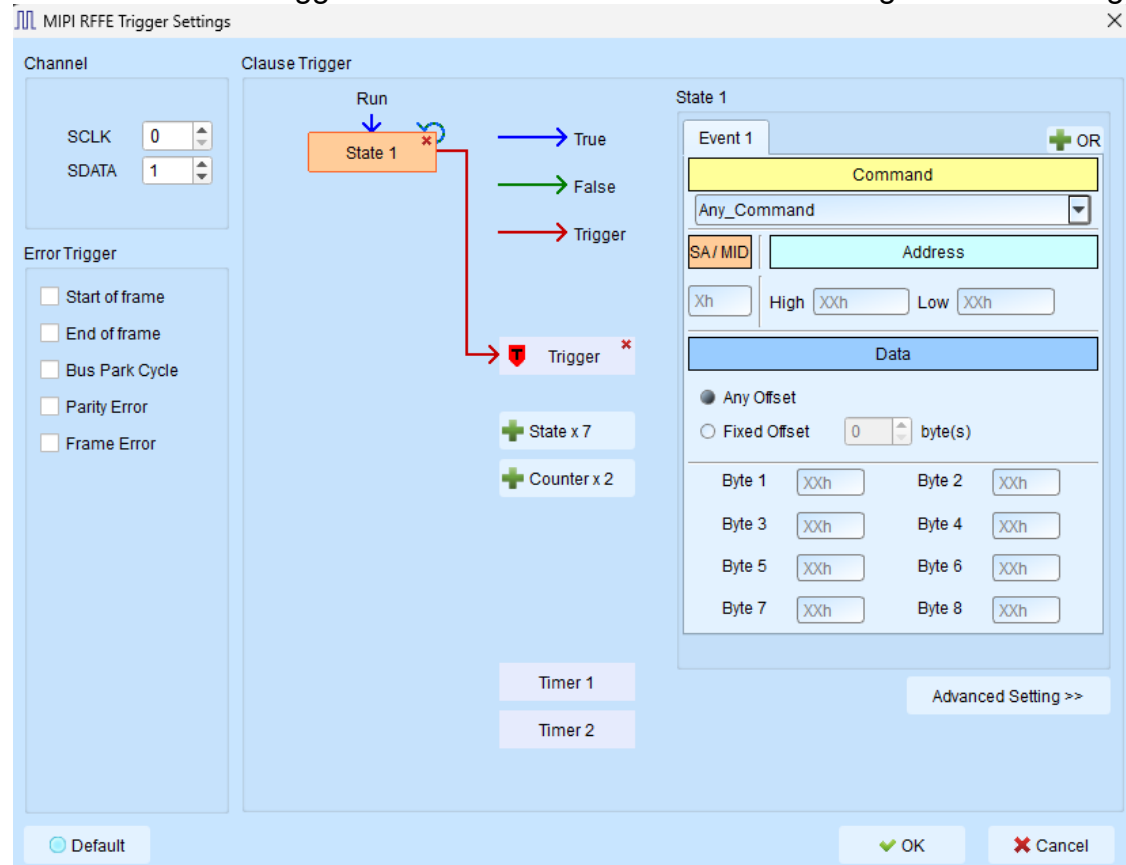 MIPI RFFE Trigger Settings
Channel
SCLK 0
SDATA 1
Error Trigger
Start of frame
End of frame
Bus Park Cycle
Parity Error
Frame Error
Clause Trigger
Run
State 1
True
False
Trigger
T Trigger
State x 7
Counter x 2
Timer 1
Timer 2
State 1
Event 1 OR
Command
Any_Command
SA / MID Address
Xh High XXh Low XXh
Data
Any Offset
Fixed Offset 0 byte(s)
Byte 1 XXh Byte 2 XXh
Byte 3 XXh Byte 4 XXh
Byte 5 XXh Byte 6 XXh
Byte 7 XXh Byte 8 XXh
Advanced Setting >>
Default
OK Cancel